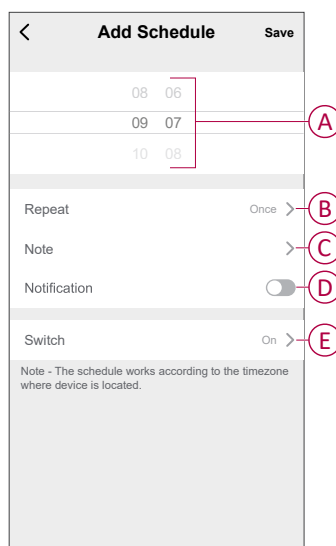 Add Schedule Save
08 06
09 07
10 08
A
Repeat Once B
Note C
Notification D
Switch On E
Note - The schedule works according to the timezone
where device is located.